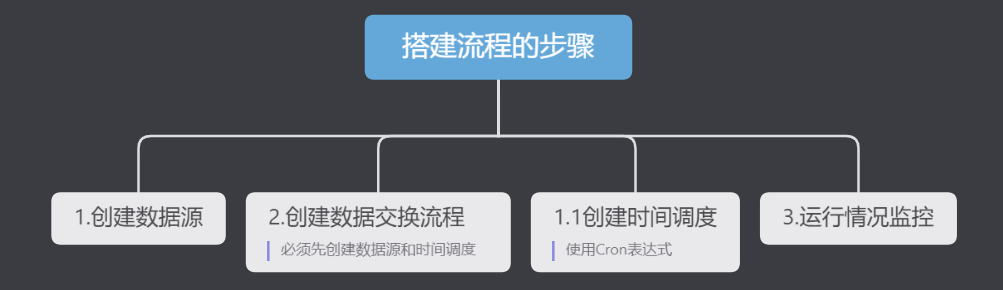 搭建流程的步骤
1.创建数据源
2.创建数据交换流程
必须先创建数据源和时间调度
1.1创建时间调度
使用Cron表达式
3.运行情况监控